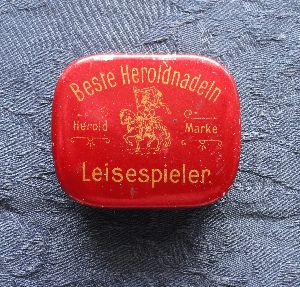 Beste Heroldnadeln
Herold Marke
Leisespieler.